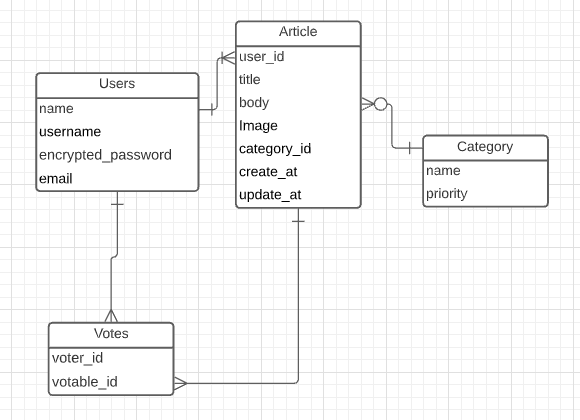 Article
user_id
title
body
Image
category_id
create_at
update_at
Users
name
username
encrypted_password
email
Category
name
priority
Votes
voter_id
votable_id